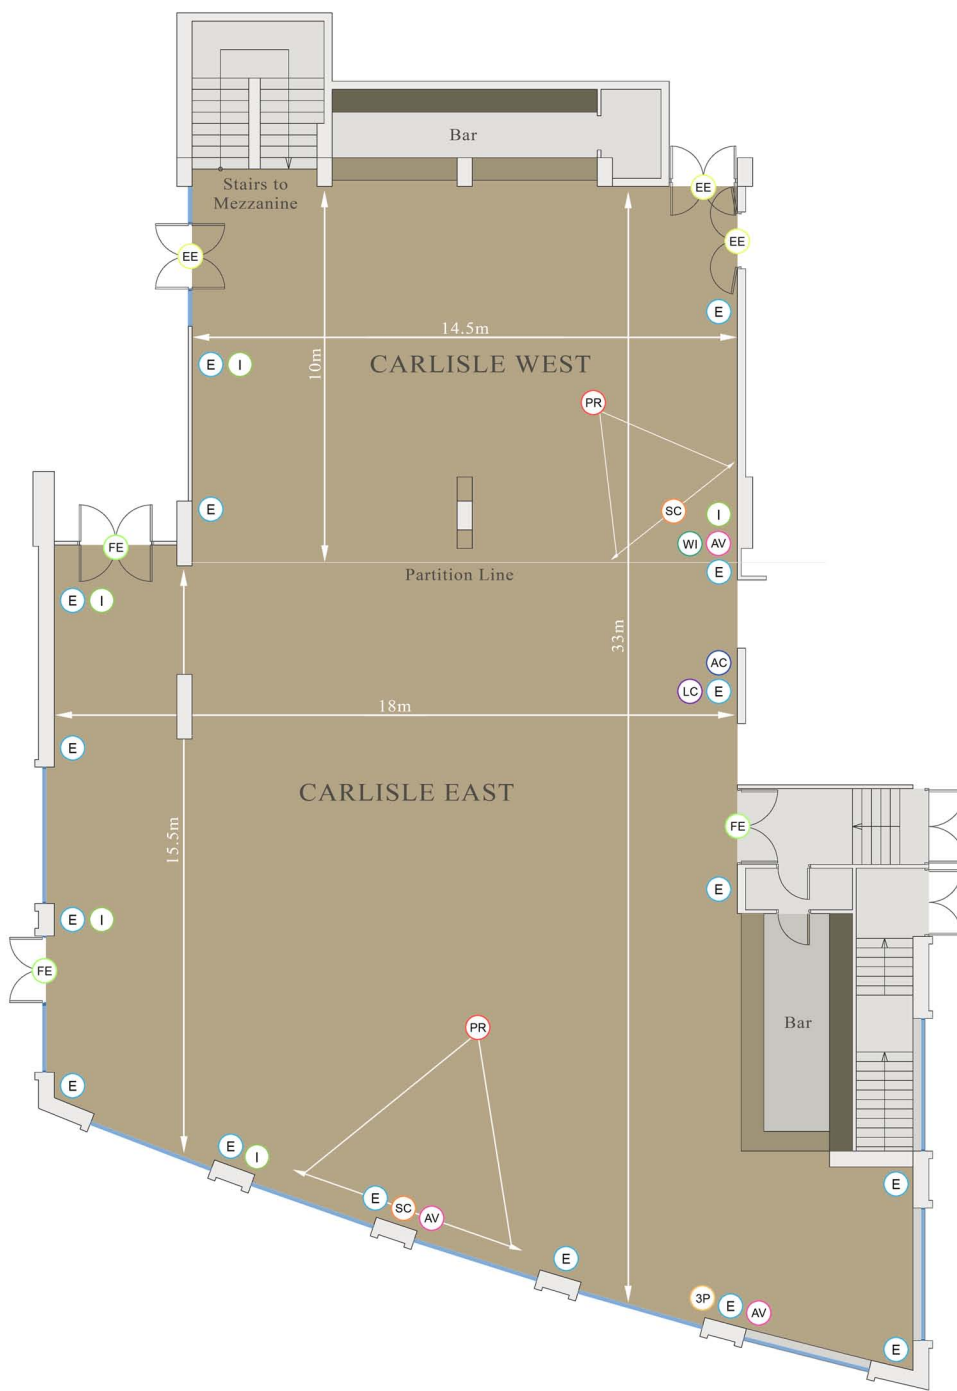 Bar
EE
Stairs to
Mezzanine
EE
EE
E
14.5m
10m
E
I
CARLISLE WEST
PR
E
SC
I
WI
AV
FE
E
Partition Line
E
I
33m
AC
LC
E
18m
E
CARLISLE EAST
15.5m
FE
E
E
I
FE
Bar
PR
E
E
I
E
SC
AV
E
E
3P
E
AV
E